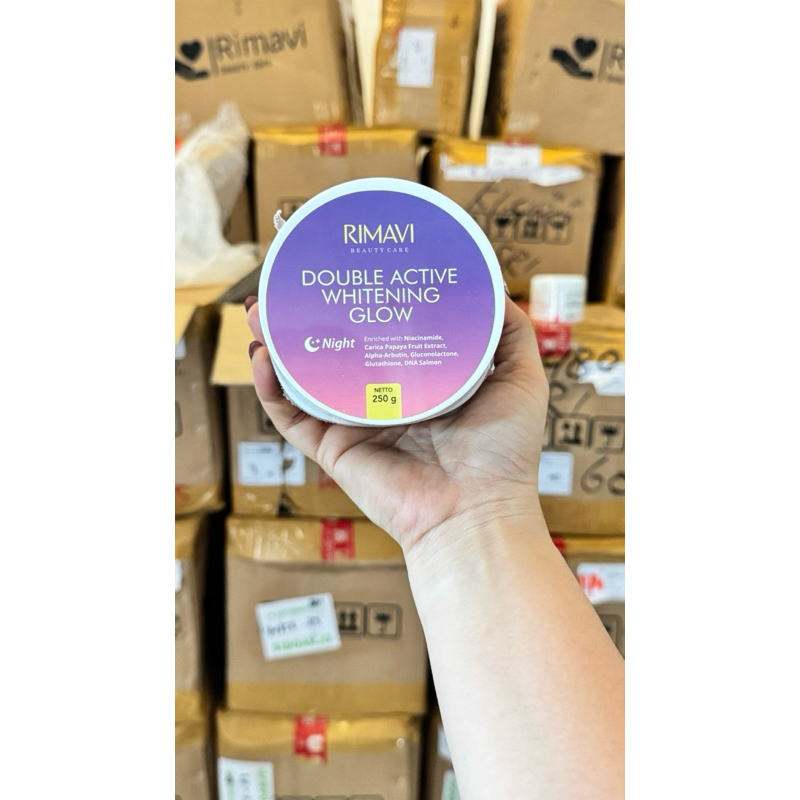 Rimavi
R
RIMAVI
BEAUTY CARE
DOUBLE ACTIVE
WHITENING
GLOW
Night
Enriched with Niacinamide,
Carica Papaya Fruit Extract,
Alpha-Arbutin, Gluconolactone,
Glutathione, DNA Salmon
NETTO
250 g